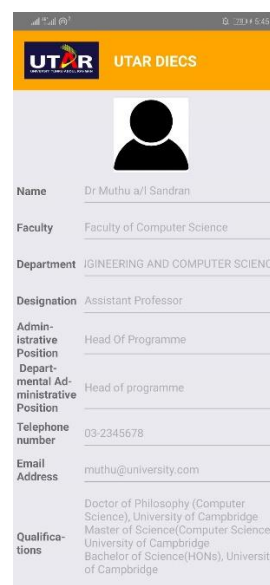 5:45
UTAR
UTAR DIECS
Name
Dr Muthu a/l Sandran
Faculty
Faculty of Computer Science
Department
IGINEERING AND COMPUTER SCIENC
Designation
Assistant Professor
Admin-
istrative
Position
Head Of Programme
Depart-
mental Ad-
ministrative
Position
Head of programme
Telephone
number
03-2345678
Email
Address
muthu@university.com
Qualifica-
tions
Doctor of Philosophy (Computer
Science), University of Campbridge
Master of Science(Computer Science
University of Campbridge
Bachelor of Science(HONs), Universit
of Campbridge